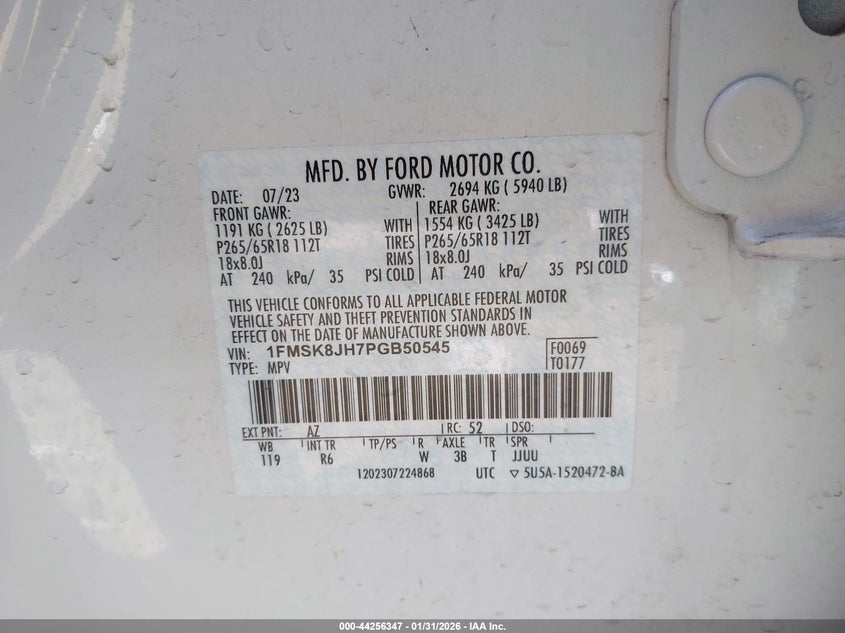 MFD. BY FORD MOTOR CO.
DATE: 07/23 GVWR: 2694 KG ( 5940 LB)
FRONT GAWR: REAR GAWR:
1191 KG ( 2625 LB) WITH 1554 KG ( 3425 LB) WITH
P265/65R18 112T TIRES P265/65R18 112T TIRES
18x8.0J RIMS 18x8.0J RIMS
AT 240 kPa/ 35 PSI COLD AT 240 kPa/ 35 PSI COLD
THIS VEHICLE CONFORMS TO ALL APPLICABLE FEDERAL MOTOR
VEHICLE SAFETY AND THEFT PREVENTION STANDARDS IN
EFFECT ON THE DATE OF MANUFACTURE SHOWN ABOVE.
VIN: 1FMSK8JH7PGB50545 F0069
TYPE: MPV T0177
EXT PNT: AZ RC: 52 DSO:
WB INT TR TP/PS R AXLE TR SPR
119 R6 W 3B T JJUU
1202307224868 UTC ▽ 5U5A-1520472-BA
000-44256347 - 01/31/2026 - IAA Inc.